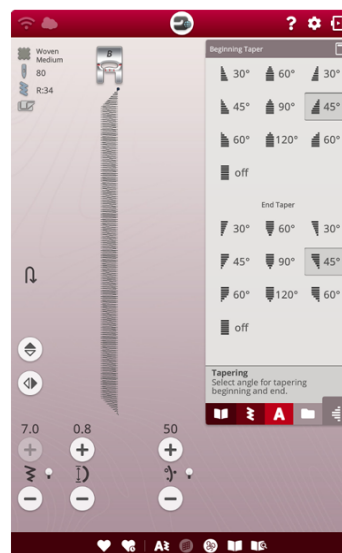 ?
Woven
Medium
80
R:34
B
Beginning Taper
30° 60° 30°
45° 90° 45°
60° 120° 60°
off
End Taper
30° 60° 30°
45° 90° 45°
60° 120° 60°
off
Tapering
Select angle for tapering
beginning and end.
A
7.0 0.8 50
A